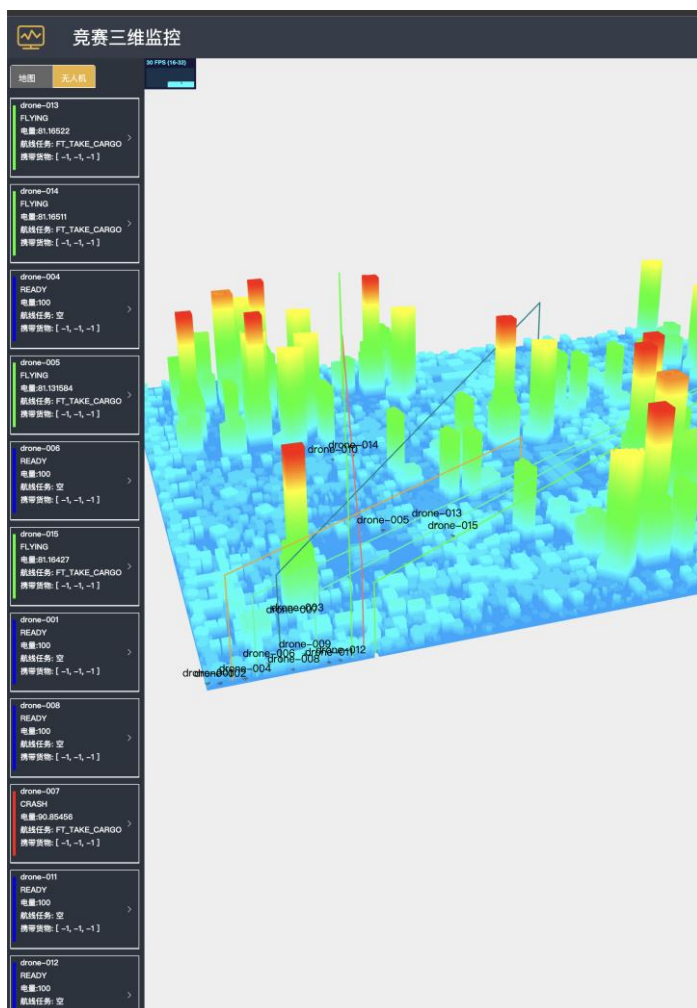 竞赛三维监控
地图
无人机
30 FPS (16-32)
drone-013
FLYING
电量:81.16522
航线任务: FT_TAKE_CARGO
携带货物: [ -1, -1, -1 ]
drone-014
FLYING
电量:81.16511
航线任务: FT_TAKE_CARGO
携带货物: [ -1, -1, -1 ]
drone-004
READY
电量:100
航线任务: 空
携带货物: [ -1, -1, -1 ]
drone-005
FLYING
电量:81.131584
航线任务: FT_TAKE_CARGO
携带货物: [ -1, -1, -1 ]
drone-006
READY
电量:100
航线任务: 空
携带货物: [ -1, -1, -1 ]
drone-015
FLYING
电量:81.16427
航线任务: FT_TAKE_CARGO
携带货物: [ -1, -1, -1 ]
drone-001
READY
电量:100
航线任务: 空
携带货物: [ -1, -1, -1 ]
drone-008
READY
电量:100
航线任务: 空
携带货物: [ -1, -1, -1 ]
drone-007
CRASH
电量:90.85456
航线任务: FT_TAKE_CARGO
携带货物: [ -1, -1, -1 ]
drone-011
READY
电量:100
航线任务: 空
携带货物: [ -1, -1, -1 ]
drone-012
READY
电量:100
航线任务: 空
drone-014
drone-010
drone-013
drone-005
drone-015
drone-003
drone-007
drone-009
drone-012
drone-006
drone-011
drone-008
drone-004
drone-001
drone-002